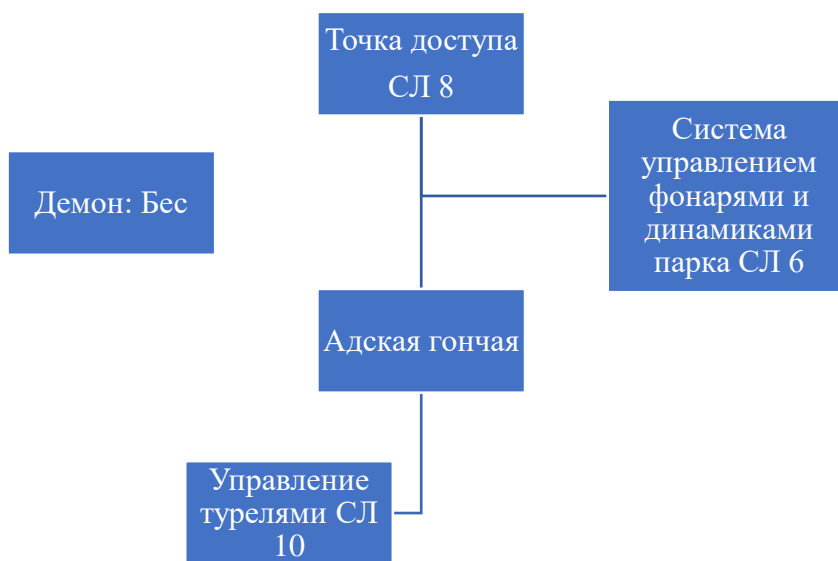 Точка доступа
СЛ 8
Система
управлением
фонарями и
динамиками
парка СЛ 6
Демон: Бес
Адская гончая
Управление
турелями СЛ
10